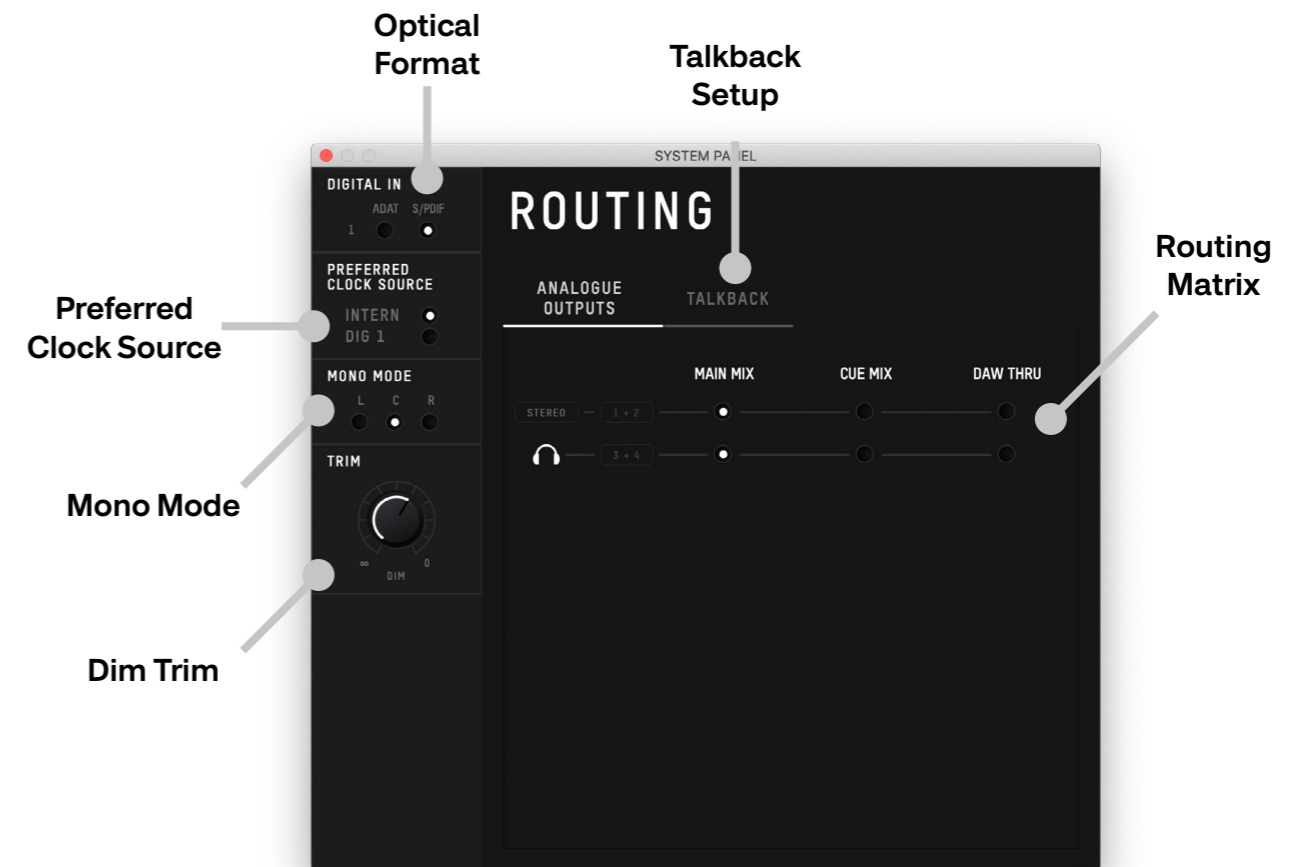 Optical
Format
Talkback
Setup
SYSTEM PA EL
DIGITAL IN
ADAT S/PDIF
1
ROUTING
Routing
Matrix
PREFERRED
CLOCK SOURCE
INTERN
DIG 1
Preferred
Clock Source
ANALOGUE
OUTPUTS
TALKBACK
MONO MODE
L C R
MAIN MIX CUE MIX DAW THRU
STEREO 1 + 2
3 + 4
TRIM
∞ 0
DIM
Mono Mode
Dim Trim